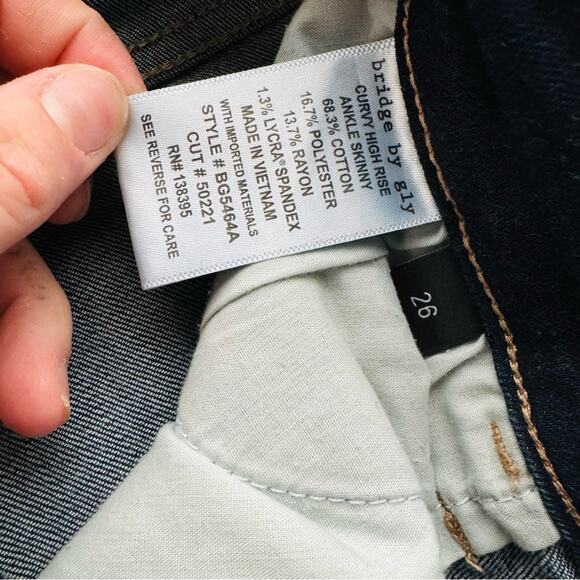 bridge by gly
CURVY HIGH RISE
ANKLE SKINNY
68.3% COTTON
16.7% POLYESTER
13.7% RAYON
1.3% LYCRA® SPANDEX
MADE IN VIETNAM
WITH IMPORTED MATERIALS
STYLE # BG5464A
CUT # 50221
RN# 138395
SEE REVERSE FOR CARE
26